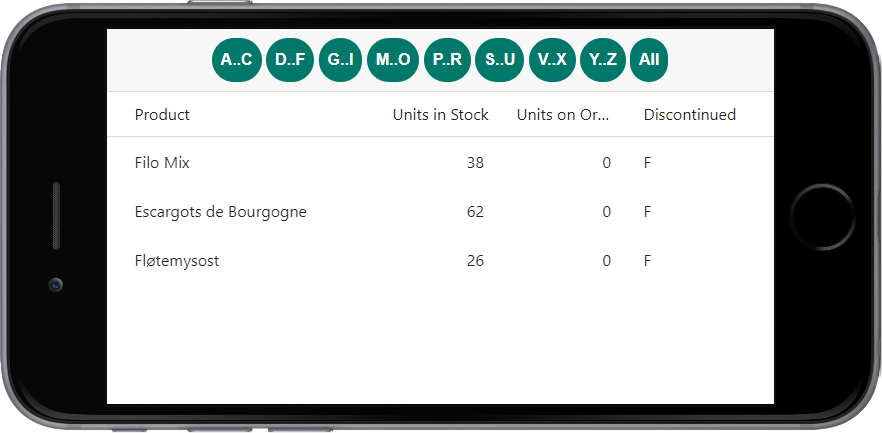 A..C D..F G..I M..O P..R S..U V..X Y..Z All
Product Units in Stock Units on Or... Discontinued
Filo Mix 38 0 F
Escargots de Bourgogne 62 0 F
Fløtemysost 26 0 F